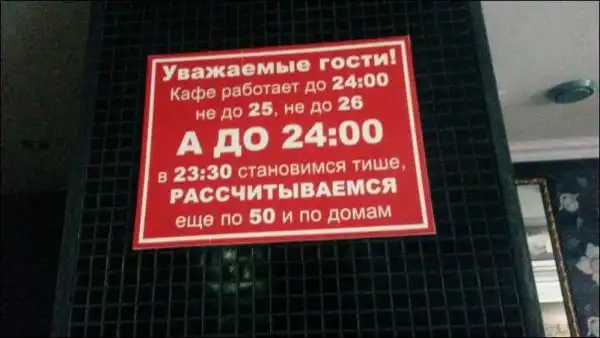 Уважаемые гости!
Кафе работает до 24:00
не до 25, не до 26
А ДО 24:00
в 23:30 становимся тише,
РАССЧИТЫВАЕМСЯ
еще по 50 и по домам